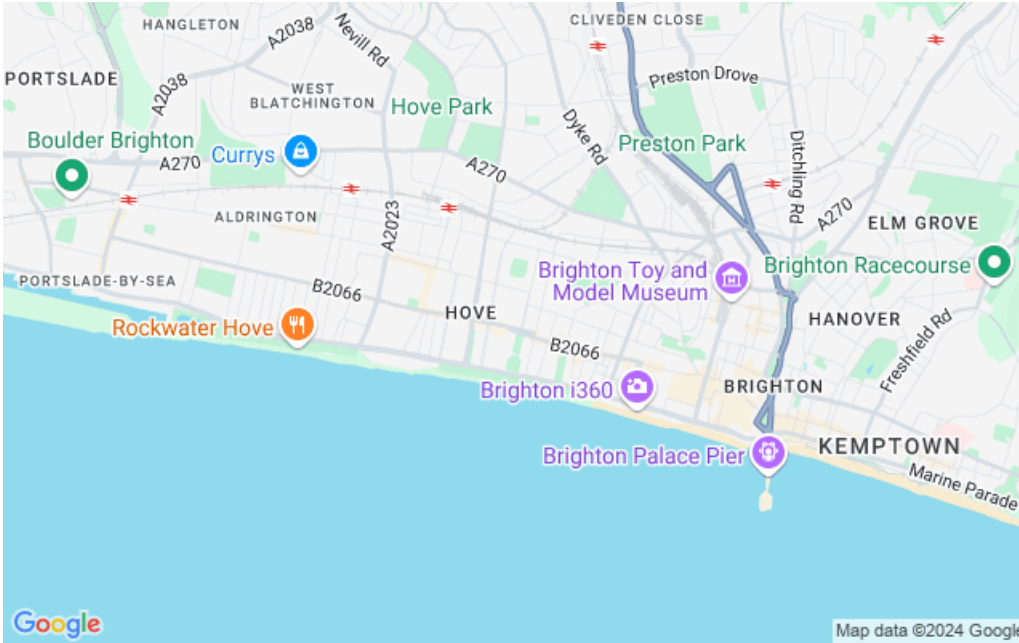 HANGLETON
A2038
Nevill Rd
CLIVEDEN CLOSE
PORTSLADE
A2038
WEST
BLATCHINGTON
Hove Park
Preston Drove
Dyke Rd
Preston Park
Ditchling Rd
Boulder Brighton
A270
Currys
A270
ALDRINGTON
A2023
A270
ELM GROVE
PORTSLADE-BY-SEA
B2066
Brighton Toy and
Model Museum
Brighton Racecourse
Rockwater Hove
HOVE
HANOVER
B2066
Freshfield Rd
Brighton i360
BRIGHTON
Brighton Palace Pier
KEMPTOWN
Marine Parade
Google
Map data ©2024 Google